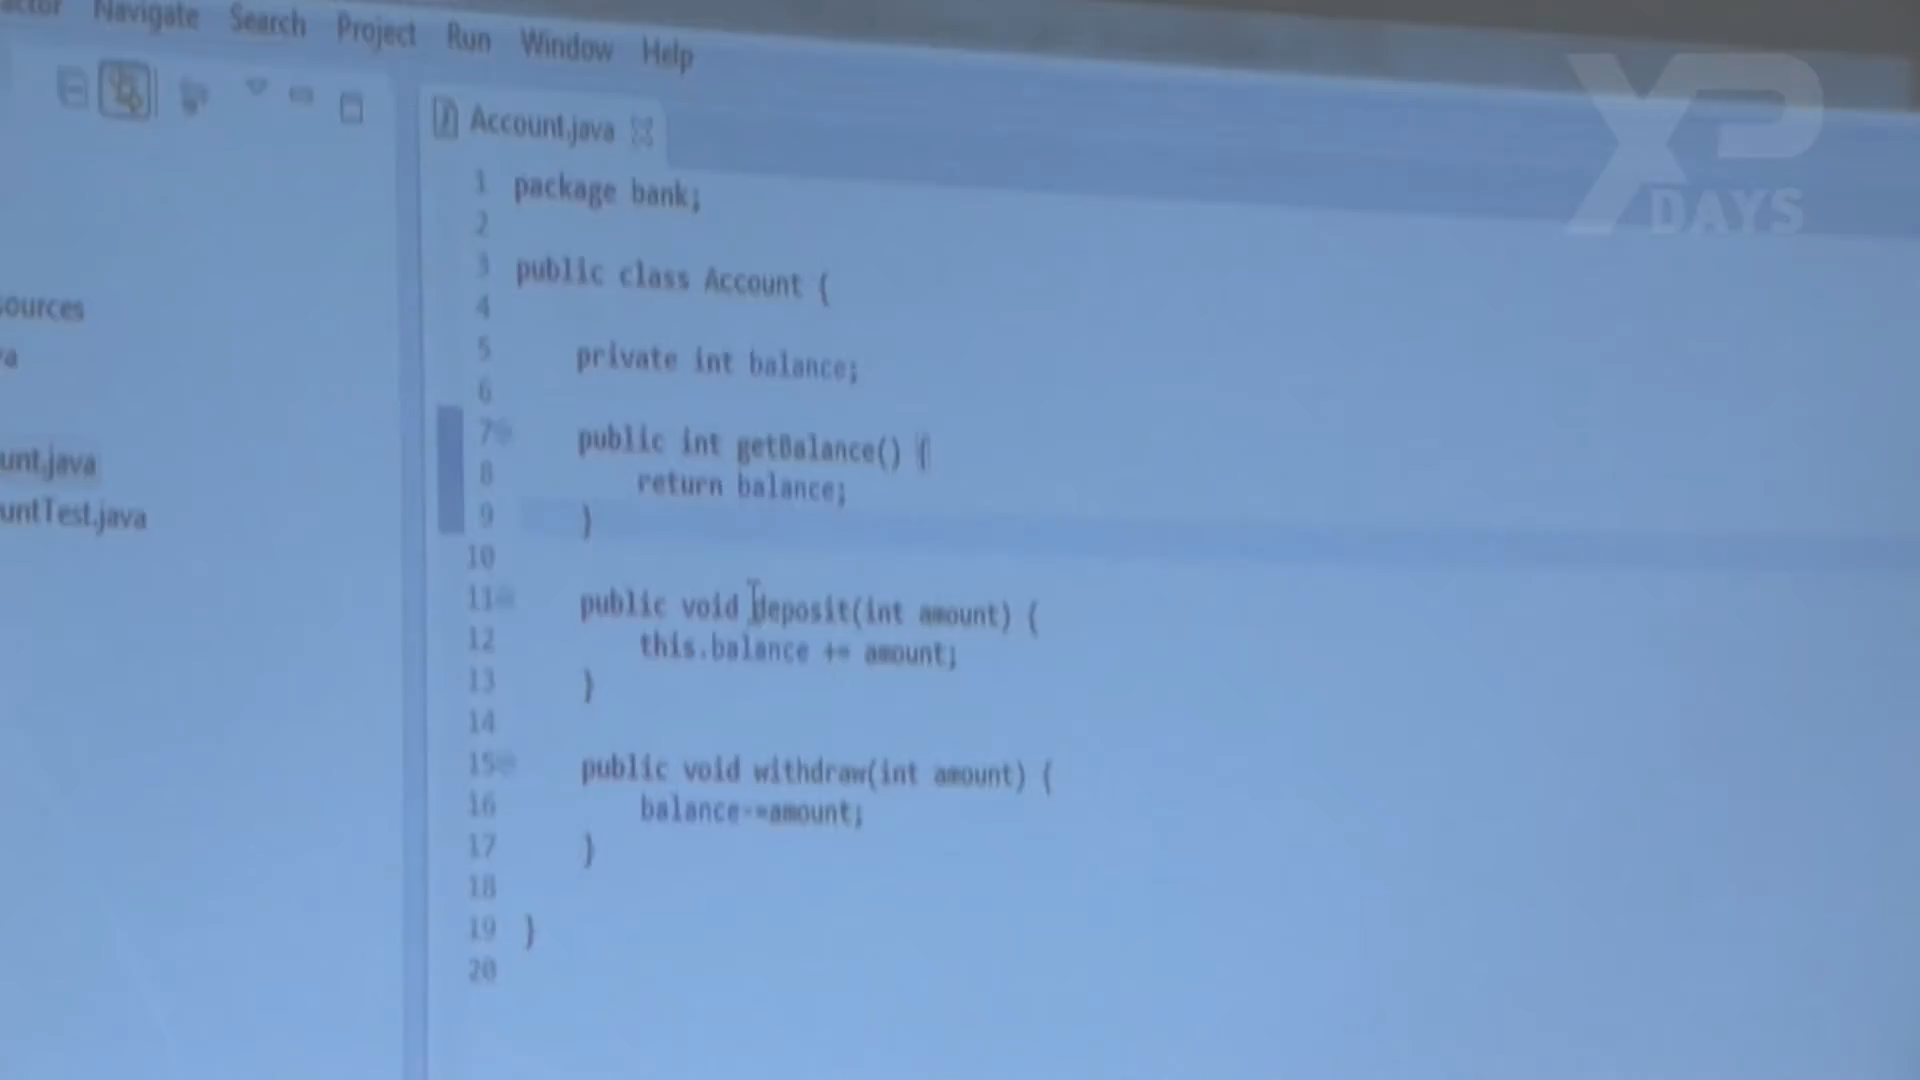 Navigate Search Project Run Window Help
XP
DAYS
Account.java
1 package bank;
2
3 public class Account {
4
5 private int balance;
6
7 public int getBalance() {
8 return balance;
9 }
10
11 public void deposit(int amount) {
12 this.balance += amount;
13 }
14
15 public void withdraw(int amount) {
16 balance-=amount;
17 }
18
19 }
20
ources
a
unt.java
untTest.java